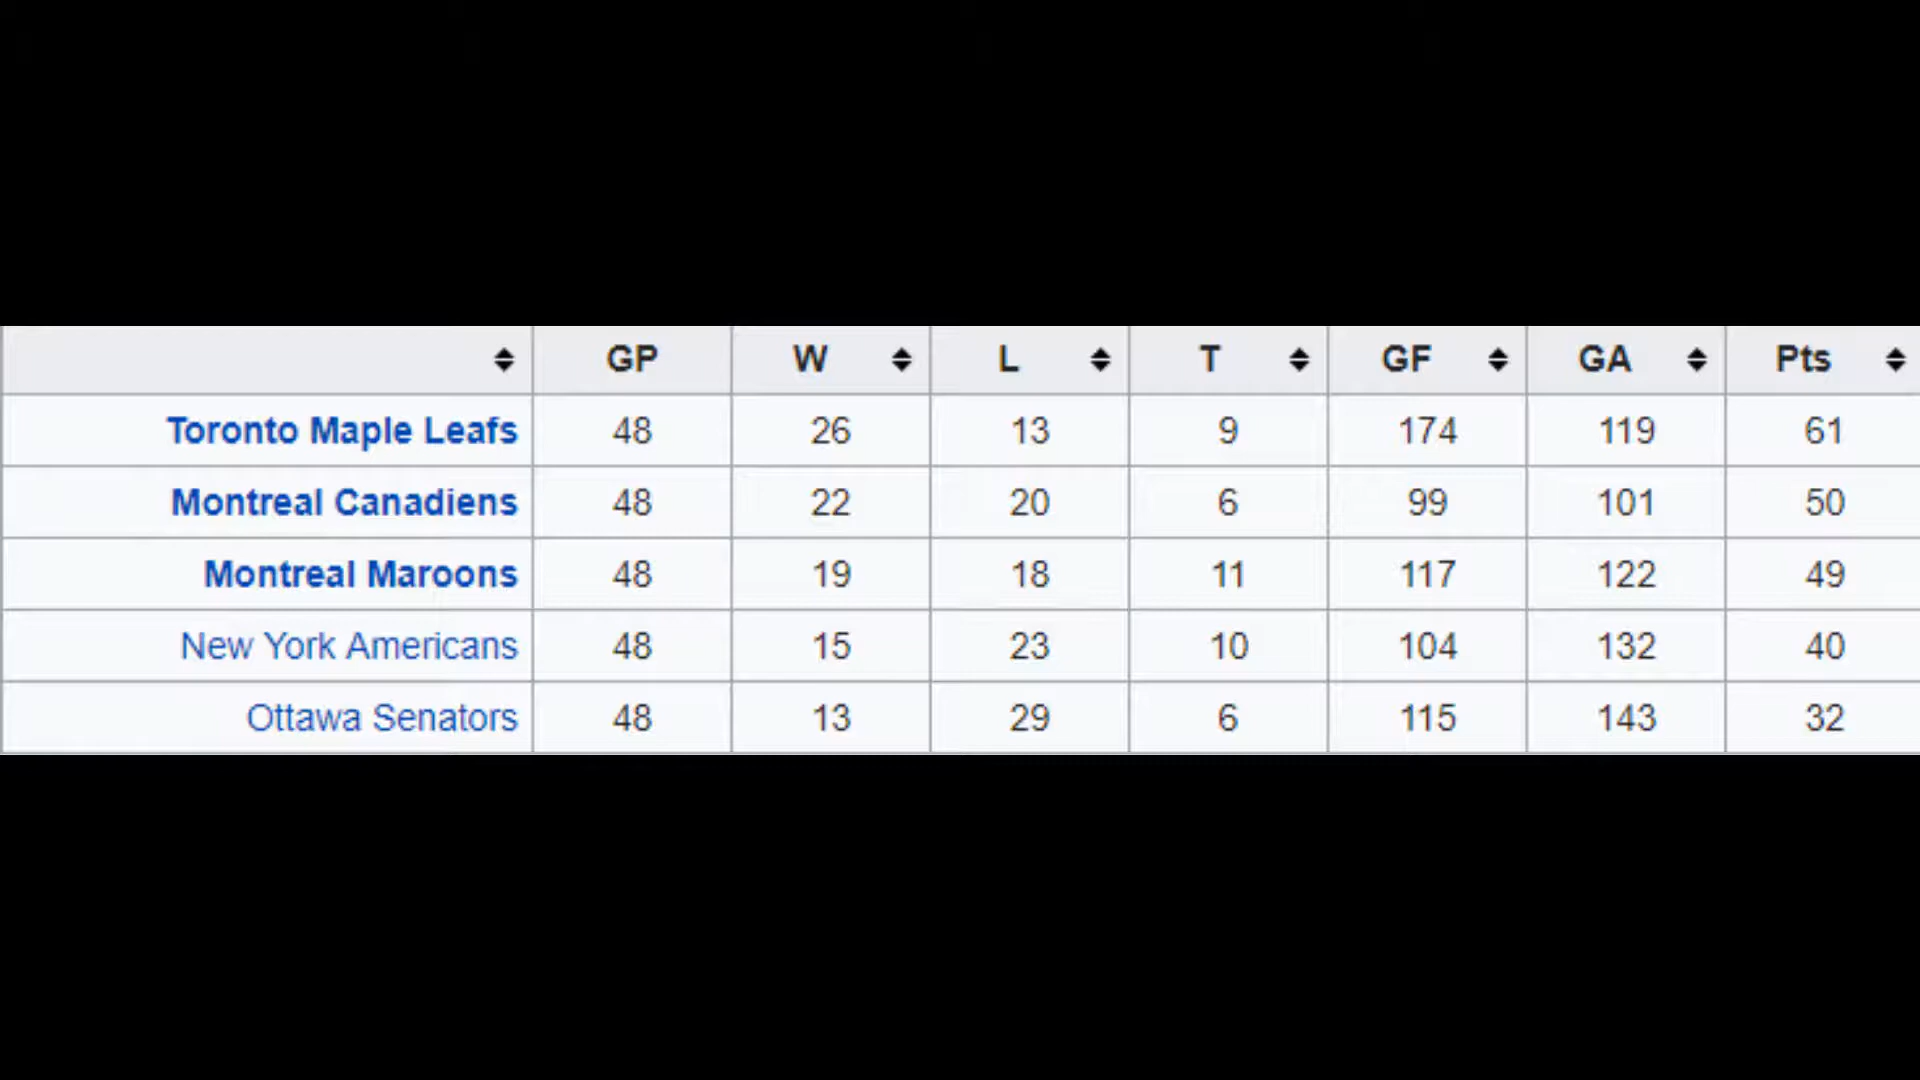 GP W L T GF GA Pts
Toronto Maple Leafs 48 26 13 9 174 119 61
Montreal Canadiens 48 22 20 6 99 101 50
Montreal Maroons 48 19 18 11 117 122 49
New York Americans 48 15 23 10 104 132 40
Ottawa Senators 48 13 29 6 115 143 32